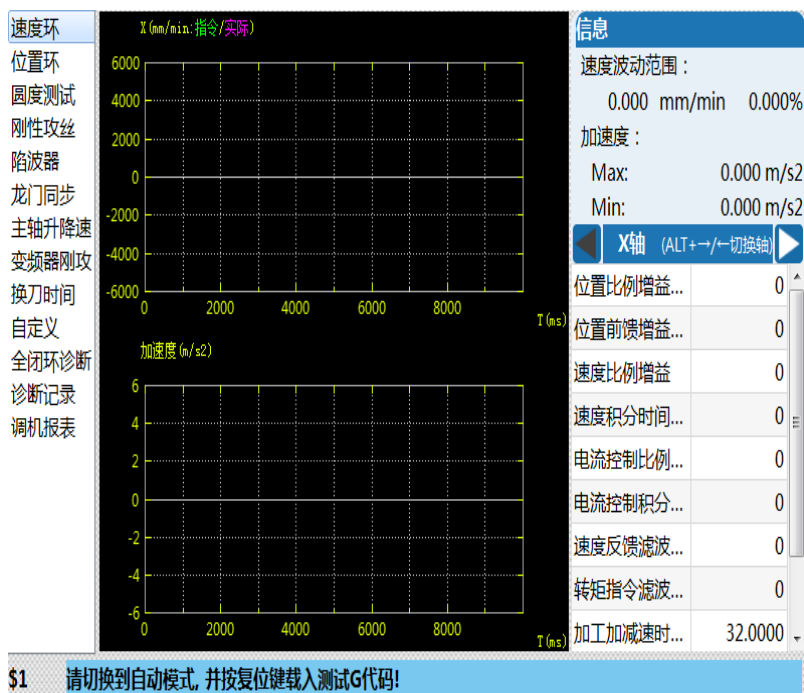 速度环
位置环
圆度测试
刚性攻丝
陷波器
龙门同步
主轴升降速
变频器刚攻
换刀时间
自定义
全闭环诊断
诊断记录
调机报表
X(mm/min:指令/实际)
6000
4000
2000
0
-2000
-4000
-6000
0 2000 4000 6000 8000
T(ms)
加速度(m/s2)
6
4
2
0
-2
-4
-6
0 2000 4000 6000 8000
T(ms)
信息
速度波动范围：
0.000 mm/min 0.000%
加速度：
Max: 0.000 m/s2
Min: 0.000 m/s2
X轴 (ALT+→/←切换轴)
位置比例增益... 0
位置前馈增益... 0
速度比例增益 0
速度积分时间... 0
电流控制比例... 0
电流控制积分... 0
速度反馈滤波... 0
转矩指令滤波... 0
加工加减速时... 32.0000
$1 请切换到自动模式, 并按复位键载入测试G代码!